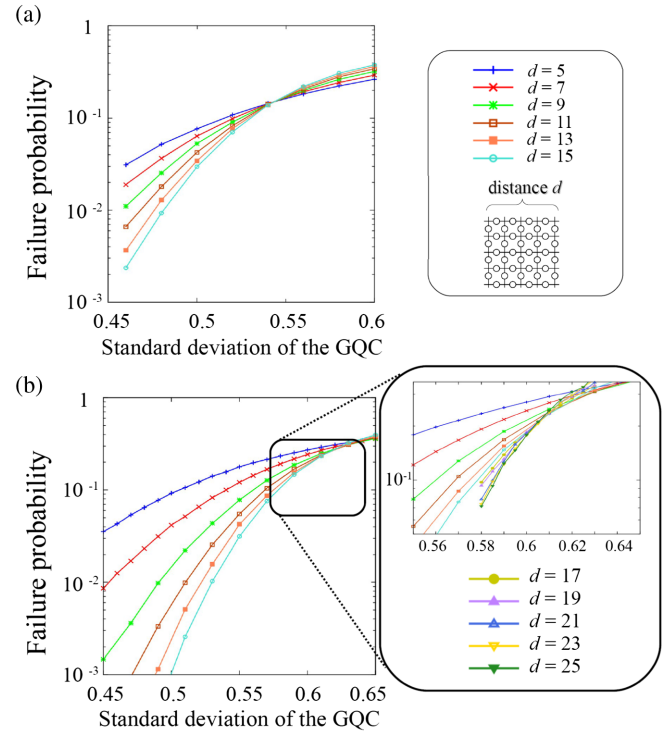 (a)
1
10⁻¹
10⁻²
10⁻³
Failure probability
0.45 0.5 0.55 0.6
Standard deviation of the GQC
d = 5
d = 7
d = 9
d = 11
d = 13
d = 15
distance d
(b)
1
10⁻¹
10⁻²
10⁻³
Failure probability
0.45 0.5 0.55 0.6 0.65
Standard deviation of the GQC
10⁻¹
0.56 0.58 0.60 0.62 0.64
d = 17
d = 19
d = 21
d = 23
d = 25